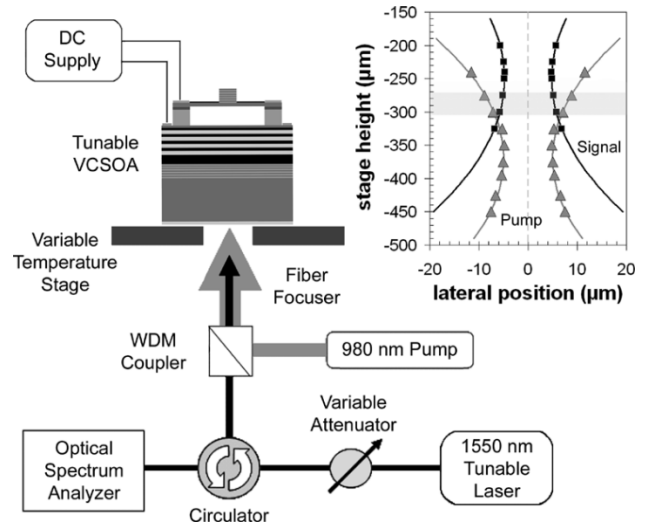 DC
Supply
Tunable
VCSOA
Variable
Temperature
Stage
Fiber
Focuser
WDM
Coupler
980 nm Pump
Variable
Attenuator
Optical
Spectrum
Analyzer
Circulator
1550 nm
Tunable
Laser
stage height (µm)
-150
-200
-250
-300
-350
-400
-450
-500
Signal
Pump
-20
-10
0
10
20
lateral position (µm)